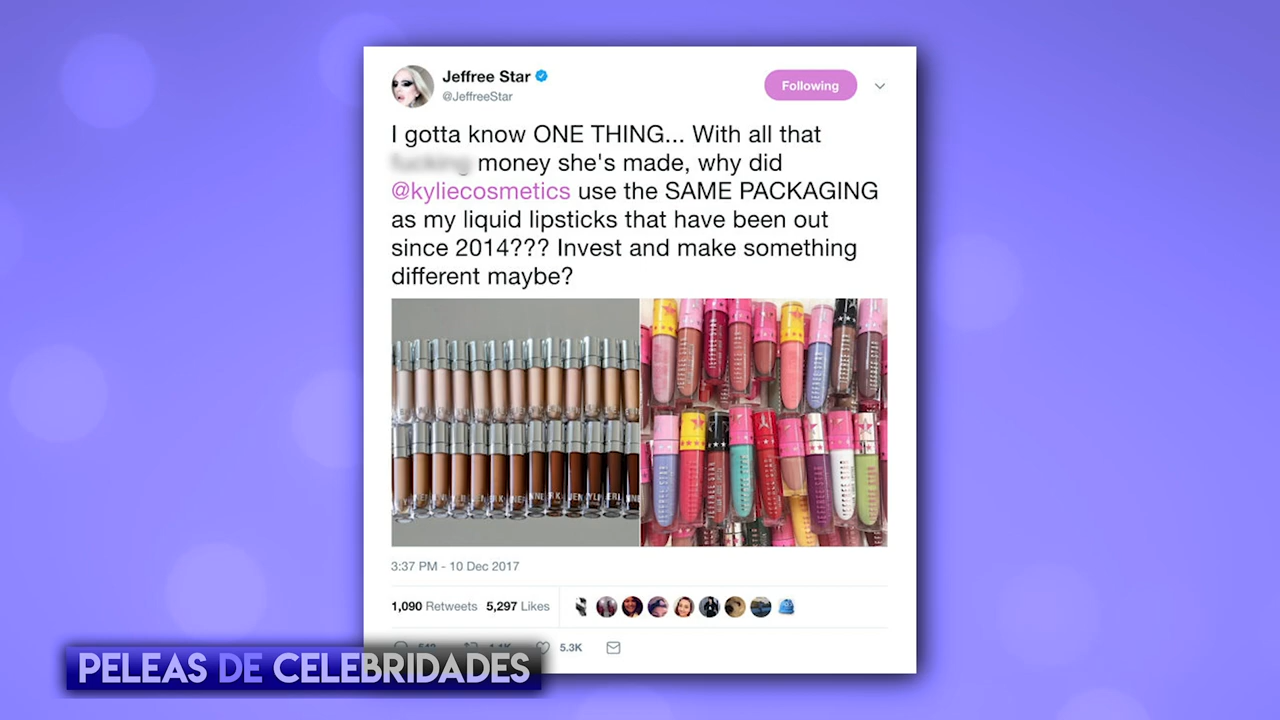 Jeffree Star
@JeffreeStar
Following
I gotta know ONE THING... With all that
money she's made, why did
@kyliecosmetics use the SAME PACKAGING
as my liquid lipsticks that have been out
since 2014??? Invest and make something
different maybe?
3:37 PM - 10 Dec 2017
1,090 Retweets 5,297 Likes
5.3K
PELEAS DE CELEBRIDADES